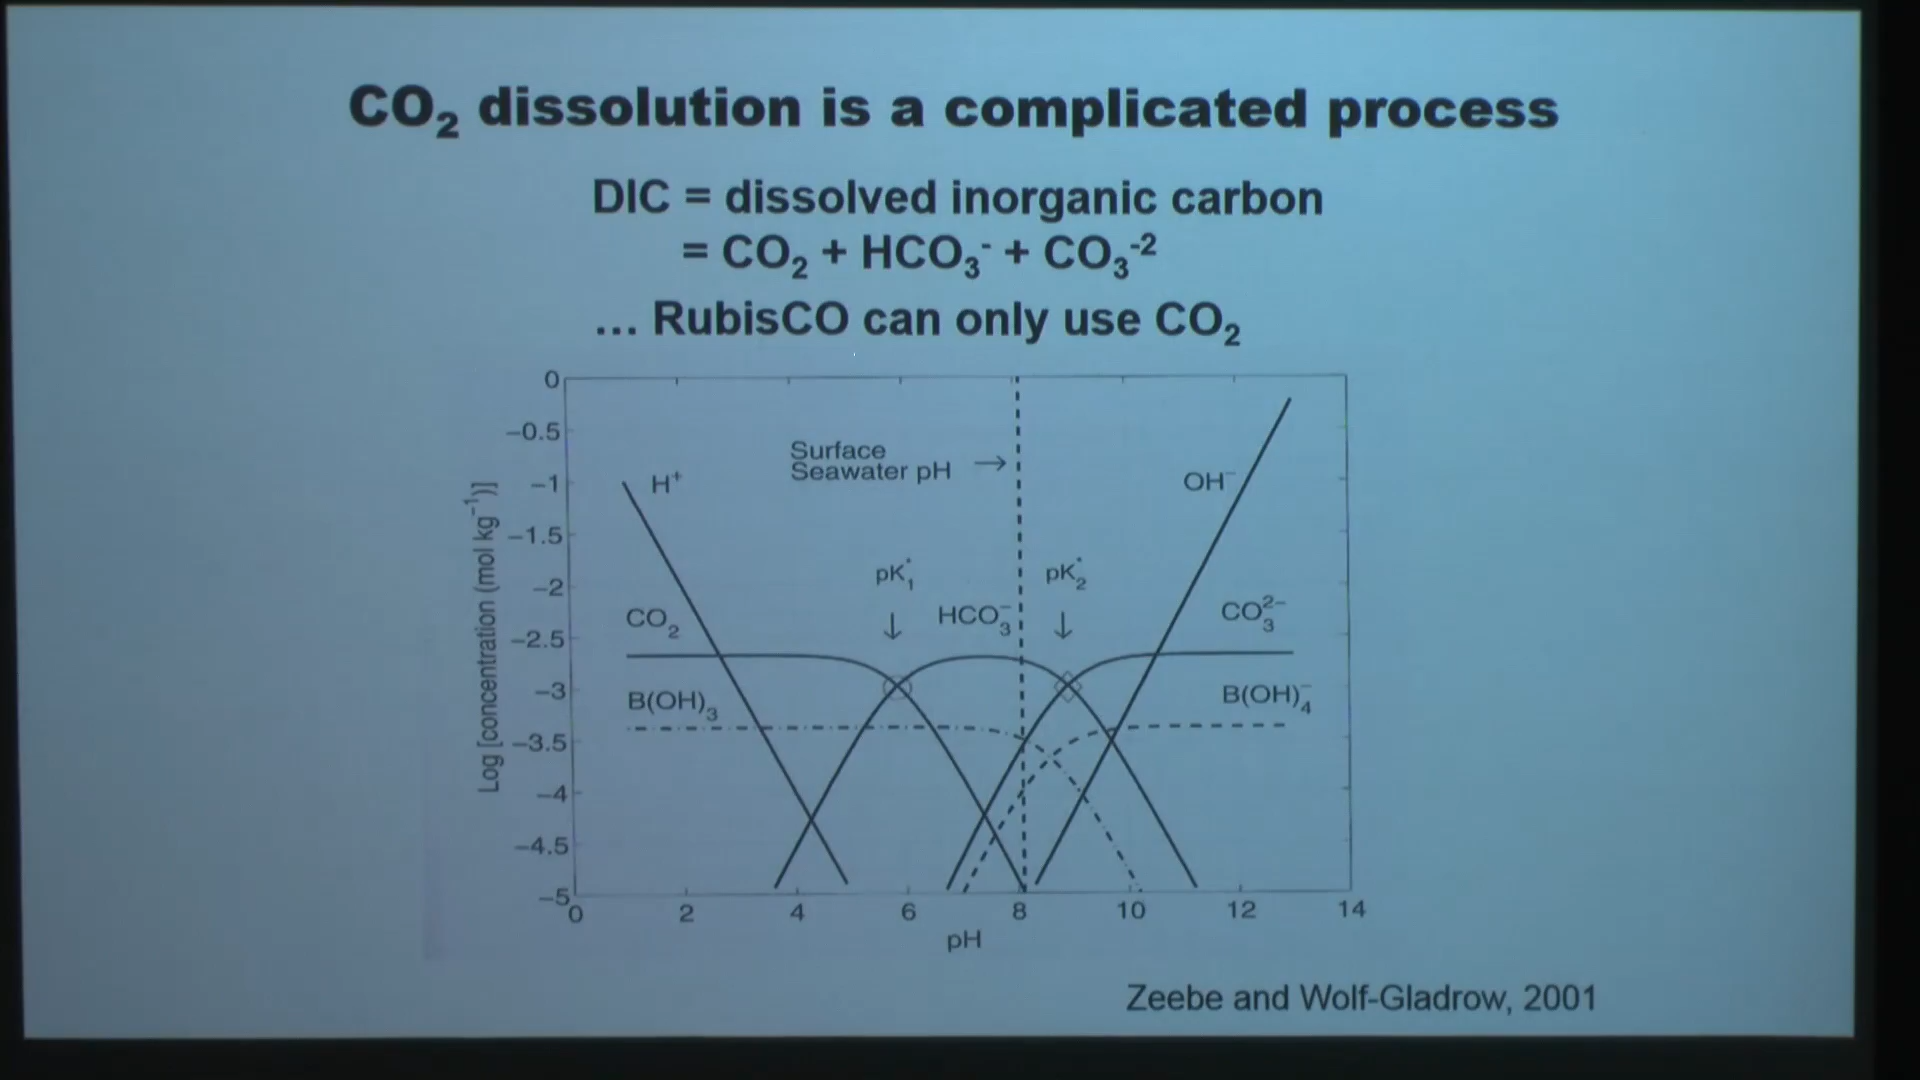 CO₂ dissolution is a complicated process
DIC = dissolved inorganic carbon
= CO₂ + HCO₃⁻ + CO₃⁻²
... RubisCO can only use CO₂
0
−0.5
−1
−1.5
−2
−2.5
−3
−3.5
−4
−4.5
−5
Log [concentration (mol kg⁻¹)]
H⁺
Surface
Seawater pH →
OH⁻
pK₁*
pK₂*
CO₂
HCO₃⁻
CO₃²⁻
B(OH)₃
B(OH)₄⁻
0 2 4 6 8 10 12 14
pH
Zeebe and Wolf-Gladrow, 2001